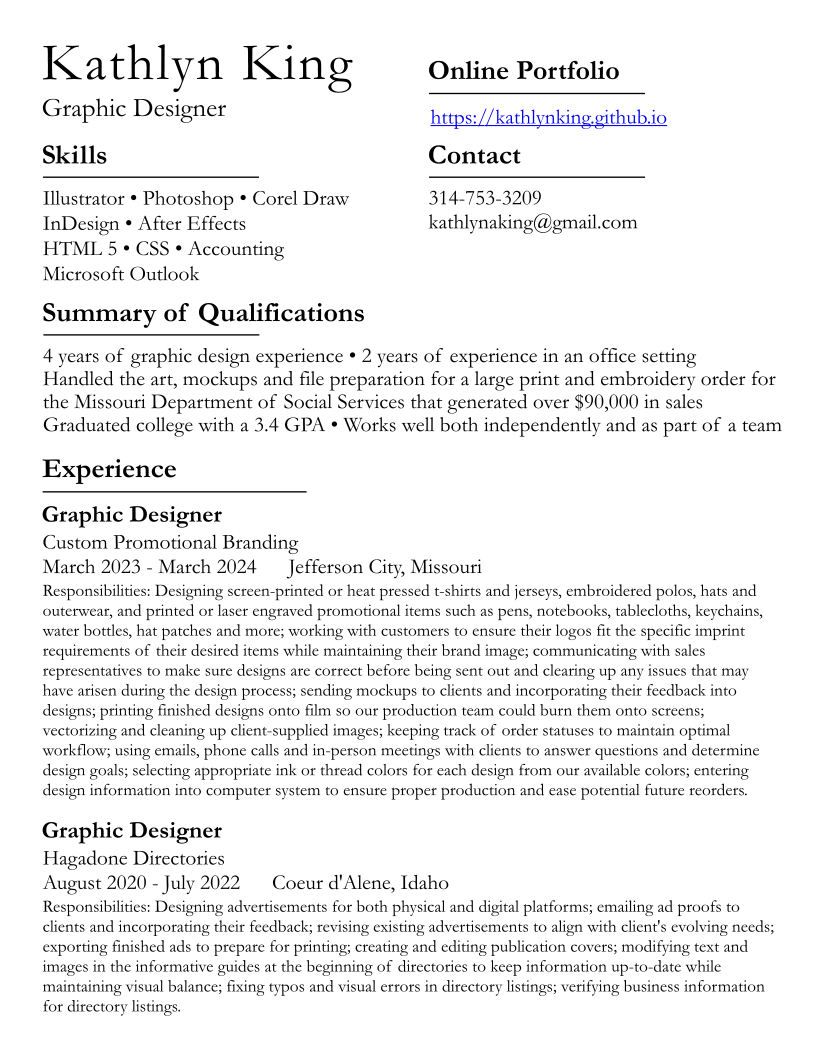 Kathlyn King
Graphic Designer
Online Portfolio
https://kathlynking.github.io
Skills
Illustrator • Photoshop • Corel Draw
InDesign • After Effects
HTML 5 • CSS • Accounting
Microsoft Outlook
Contact
314-753-3209
kathlynaking@gmail.com
Summary of Qualifications
4 years of graphic design experience • 2 years of experience in an office setting
Handled the art, mockups and file preparation for a large print and embroidery order for
the Missouri Department of Social Services that generated over $90,000 in sales
Graduated college with a 3.4 GPA • Works well both independently and as part of a team
Experience
Graphic Designer
Custom Promotional Branding
March 2023 - March 2024 Jefferson City, Missouri
Responsibilities: Designing screen-printed or heat pressed t-shirts and jerseys, embroidered polos, hats and
outerwear, and printed or laser engraved promotional items such as pens, notebooks, tablecloths, keychains,
water bottles, hat patches and more; working with customers to ensure their logos fit the specific imprint
requirements of their desired items while maintaining their brand image; communicating with sales
representatives to make sure designs are correct before being sent out and clearing up any issues that may
have arisen during the design process; sending mockups to clients and incorporating their feedback into
designs; printing finished designs onto film so our production team could burn them onto screens;
vectorizing and cleaning up client-supplied images; keeping track of order statuses to maintain optimal
workflow; using emails, phone calls and in-person meetings with clients to answer questions and determine
design goals; selecting appropriate ink or thread colors for each design from our available colors; entering
design information into computer system to ensure proper production and ease potential future reorders.
Graphic Designer
Hagadone Directories
August 2020 - July 2022 Coeur d'Alene, Idaho
Responsibilities: Designing advertisements for both physical and digital platforms; emailing ad proofs to
clients and incorporating their feedback; revising existing advertisements to align with client's evolving needs;
exporting finished ads to prepare for printing; creating and editing publication covers; modifying text and
images in the informative guides at the beginning of directories to keep information up-to-date while
maintaining visual balance; fixing typos and visual errors in directory listings; verifying business information
for directory listings.